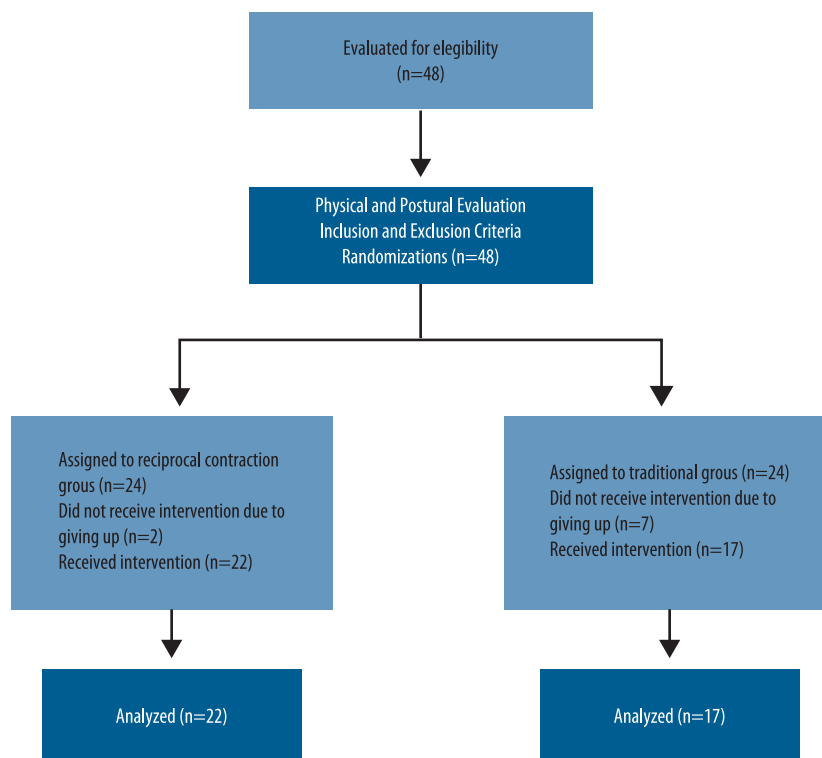 Evaluated for elegibility
(n=48)
Physical and Postural Evaluation
Inclusion and Exclusion Criteria
Randomizations (n=48)
Assigned to reciprocal contraction
grous (n=24)
Did not receive intervention due to
giving up (n=2)
Received intervention (n=22)
Assigned to traditional grous (n=24)
Did not receive intervention due to
giving up (n=7)
Received intervention (n=17)
Analyzed (n=22)
Analyzed (n=17)